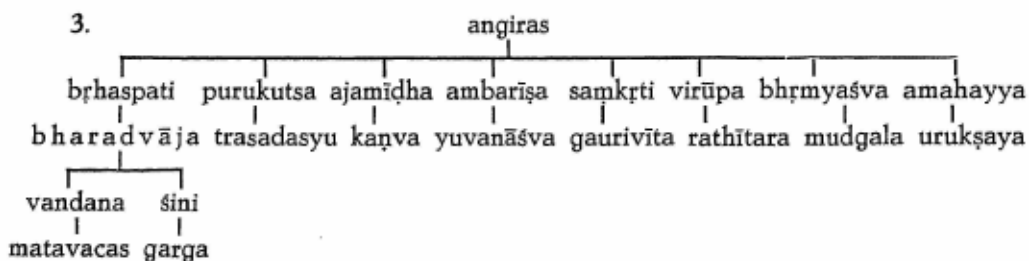 3. angiras
bṛhaspati purukutsa ajamīḍha ambarīṣa saṃkṛti virūpa bhṛmyaśva amahayya
bharadvāja trasadasyu kaṇva yuvanāśva gaurivīta rathītara mudgala urukṣaya
vandana śini
matavacas garga